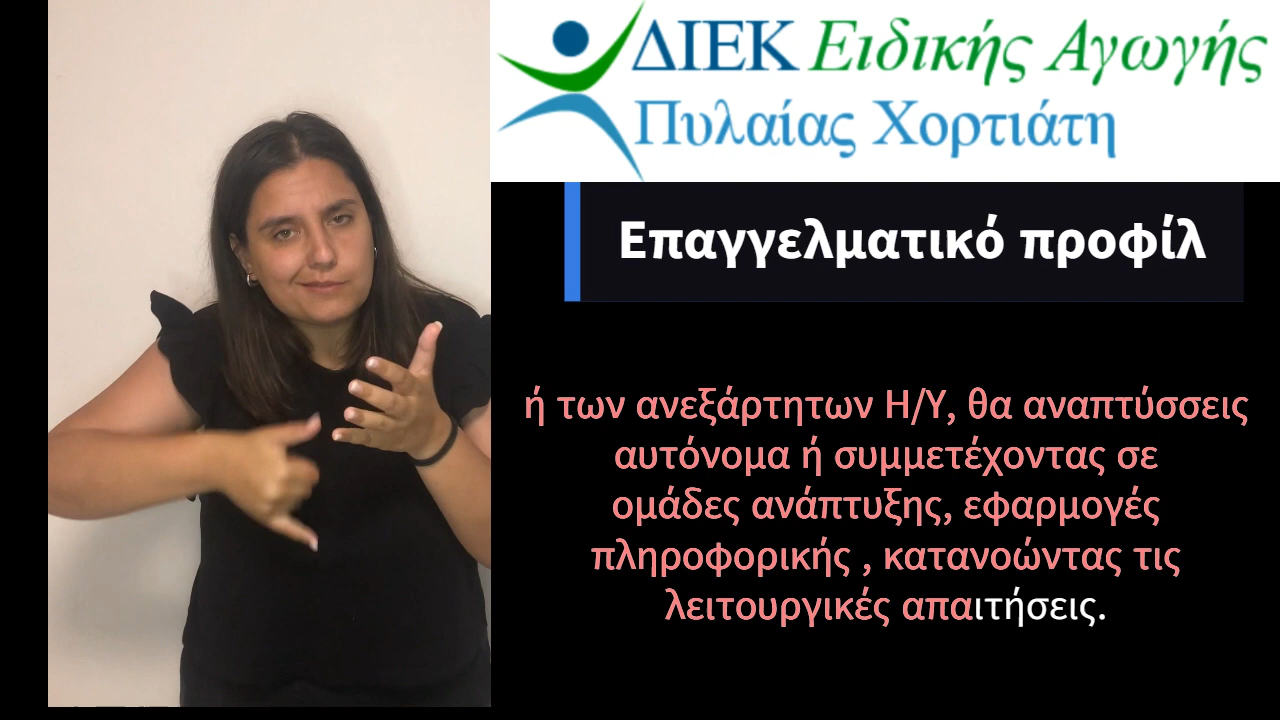 ΔΙΕΚ Ειδικής Αγωγής
Πυλαίας Χορτιάτη
Επαγγελματικό προφίλ
ή των ανεξάρτητων Η/Υ, θα αναπτύσσεις
αυτόνομα ή συμμετέχοντας σε
ομάδες ανάπτυξης, εφαρμογές
πληροφορικής , κατανοώντας τις
λειτουργικές απαιτήσεις.